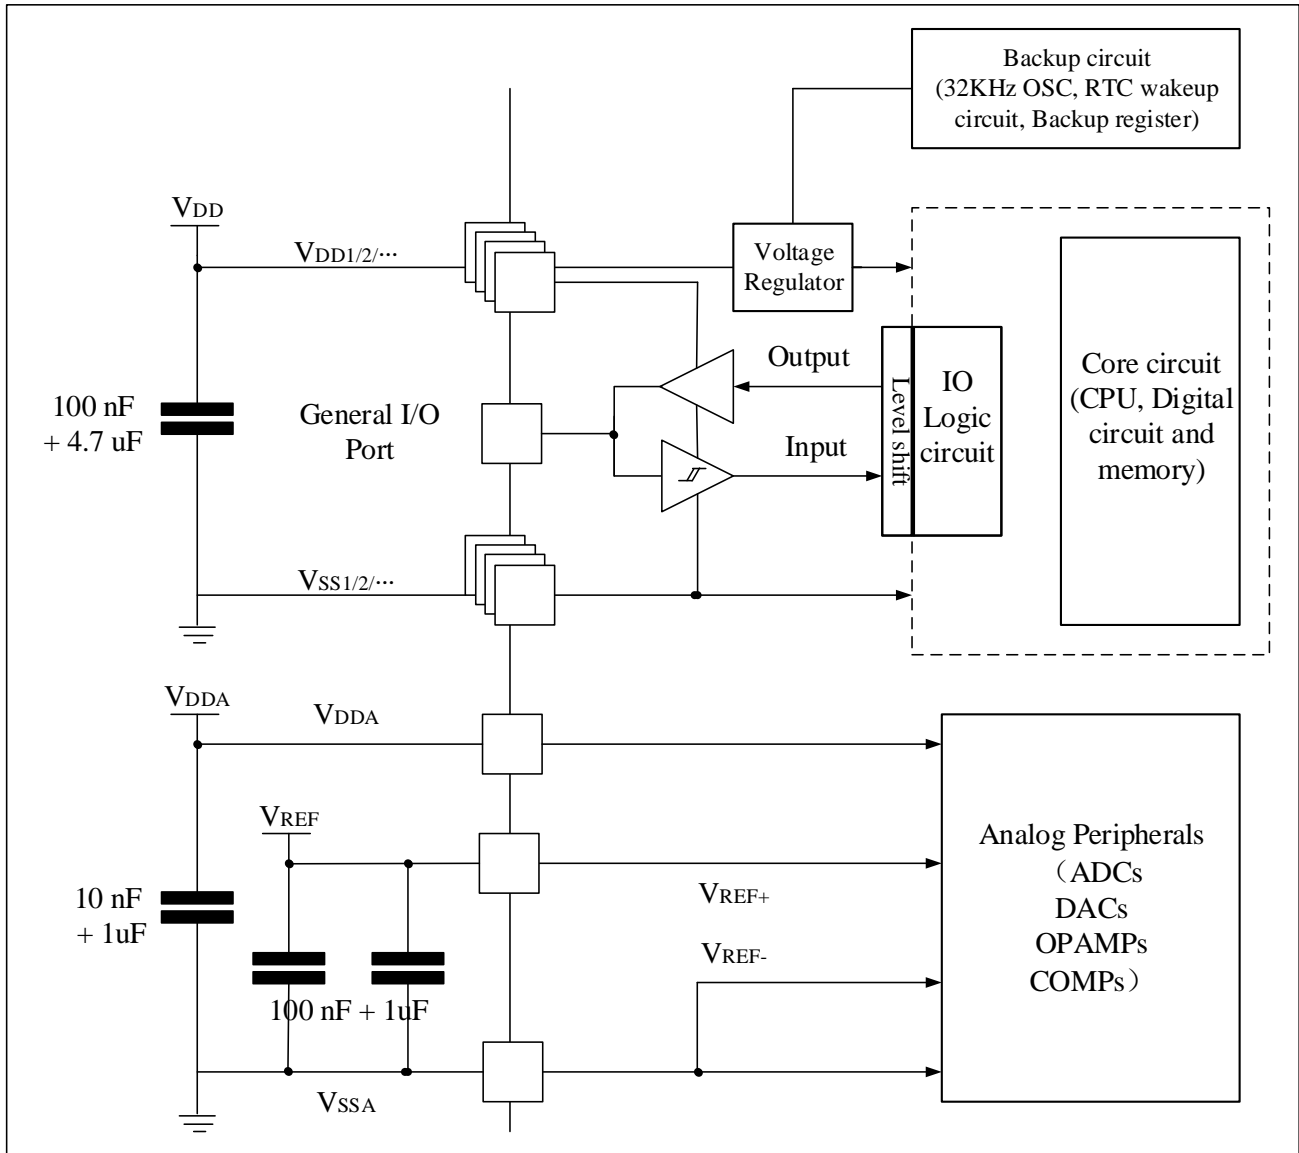 Backup circuit
(32KHz OSC, RTC wakeup
circuit, Backup register)
VDD
VDD1/2/···
Voltage
Regulator
Output
Level shift
IO
Logic
circuit
Core circuit
(CPU, Digital
circuit and
memory)
100 nF
+ 4.7 uF
General I/O
Port
Input
VSS1/2/···
VDDA
VDDA
VREF
10 nF
+ 1uF
VREF+
VREF-
100 nF + 1uF
VSSA
Analog Peripherals
（ADCs
DACs
OPAMPs
COMPs）